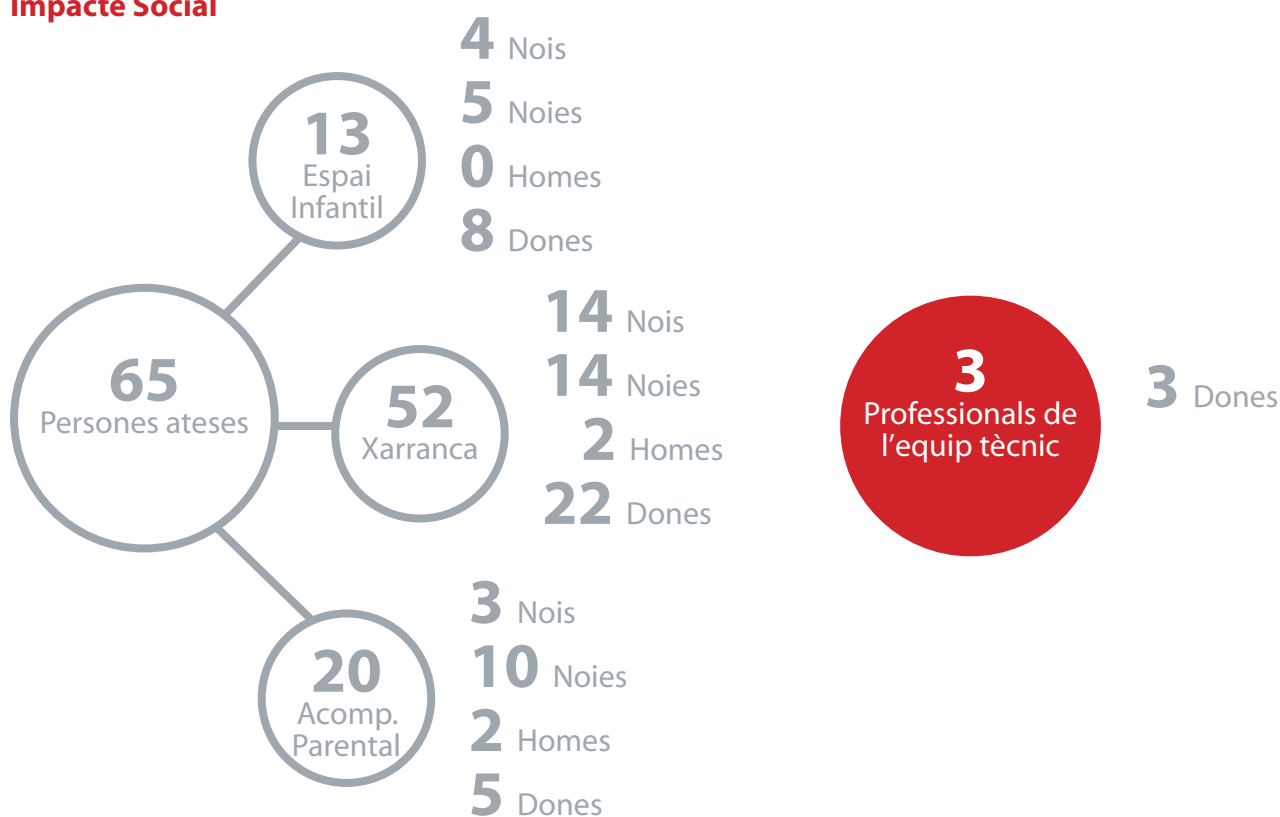 Impacte Social
4 Nois
5 Noies
0 Homes
8 Dones
13
Espai
Infantil
14 Nois
14 Noies
2 Homes
22 Dones
65
Persones ateses
52
Xarranca
3
Professionals de
l'equip tècnic
3 Dones
3 Nois
10 Noies
2 Homes
5 Dones
20
Acomp.
Parental